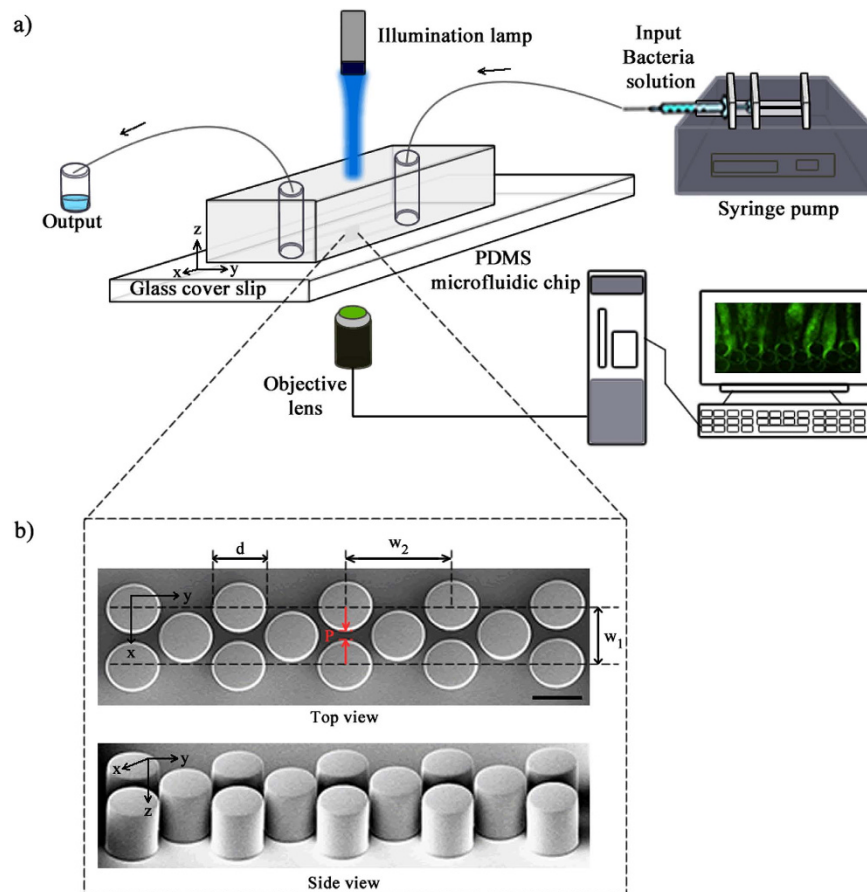 a)
Illumination lamp
Input
Bacteria
solution
Output
Syringe pump
z
x
y
Glass cover slip
PDMS
microfluidic chip
Objective
lens
b)
d
w2
y
x
P
w1
Top view
x
y
z
Side view